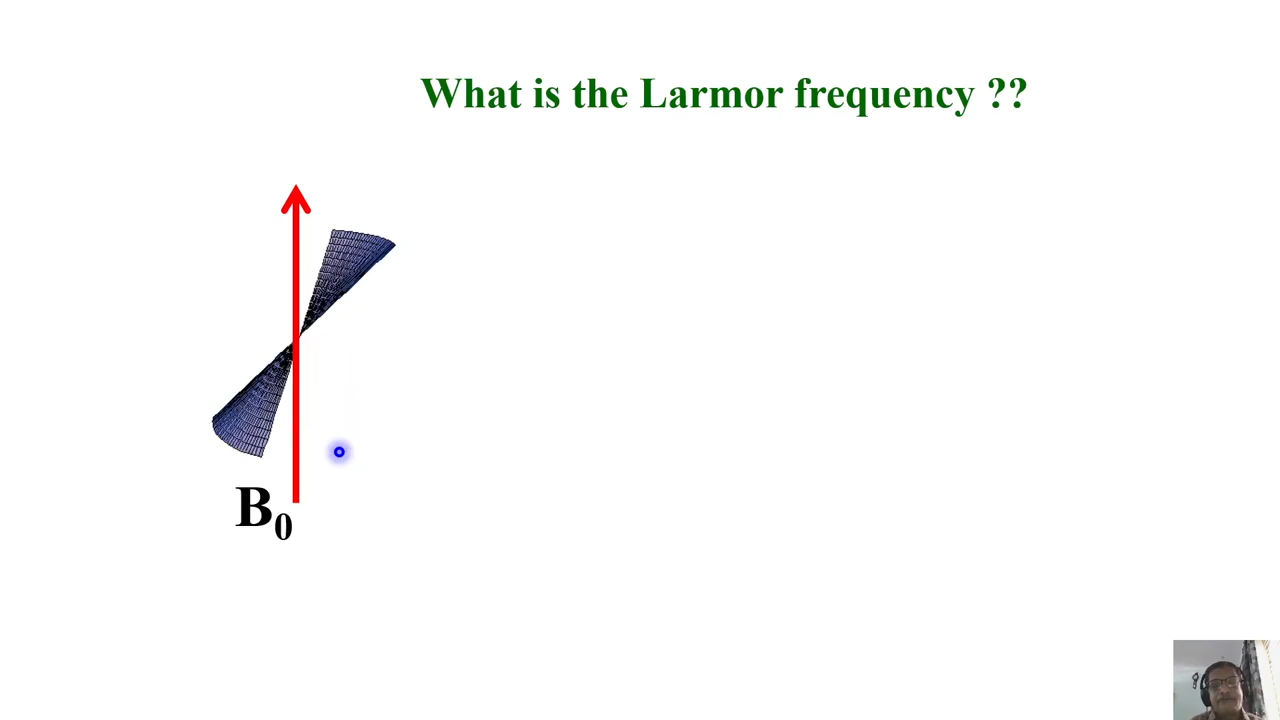 What is the Larmor frequency ??
B₀